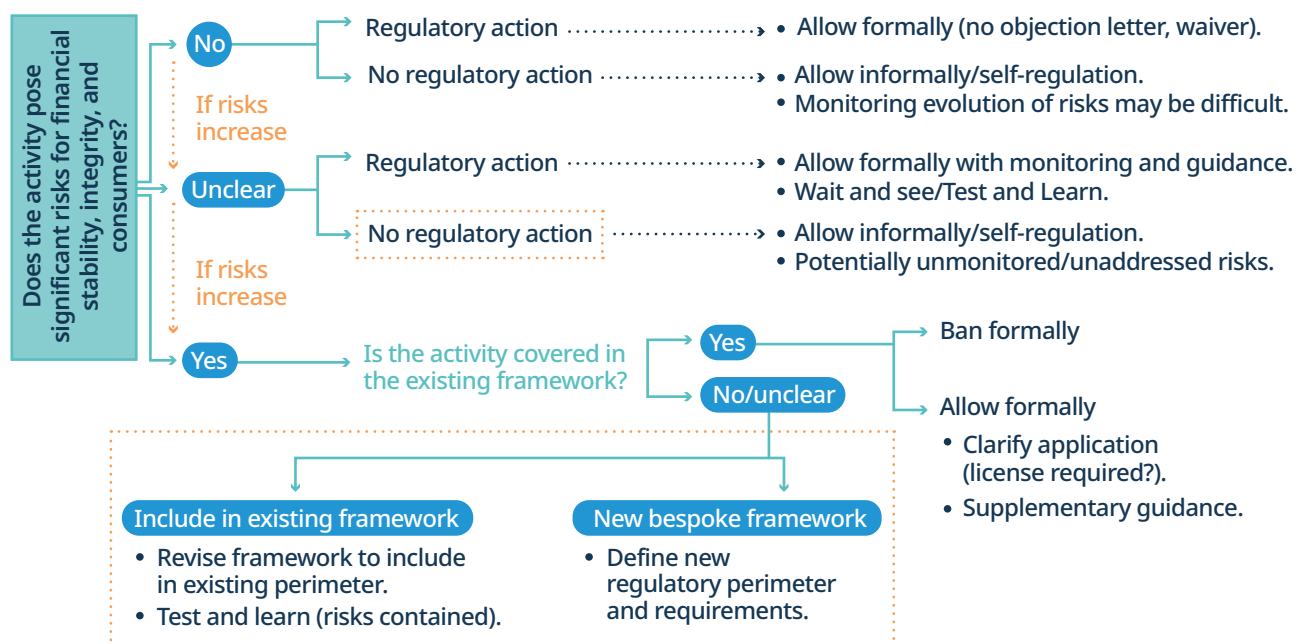 Does the activity pose
significant risks for financial
stability, integrity, and
consumers?
No
Regulatory action
• Allow formally (no objection letter, waiver).
No regulatory action
• Allow informally/self-regulation.
• Monitoring evolution of risks may be difficult.
If risks
increase
Unclear
Regulatory action
• Allow formally with monitoring and guidance.
• Wait and see/Test and Learn.
No regulatory action
• Allow informally/self-regulation.
• Potentially unmonitored/unaddressed risks.
If risks
increase
Yes
Is the activity covered in
the existing framework?
Yes
Ban formally
Allow formally
• Clarify application
(license required?).
• Supplementary guidance.
No/unclear
Include in existing framework
• Revise framework to include
in existing perimeter.
• Test and learn (risks contained).
New bespoke framework
• Define new
regulatory perimeter
and requirements.